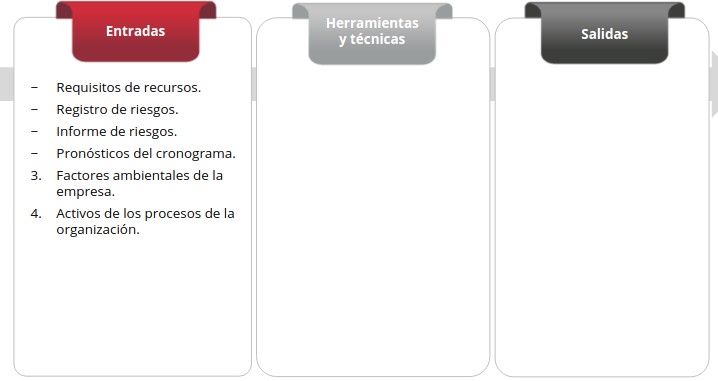 Entradas
− Requisitos de recursos.
− Registro de riesgos.
− Informe de riesgos.
− Pronósticos del cronograma.
3. Factores ambientales de la
empresa.
4. Activos de los procesos de la
organización.
Herramientas
y técnicas
Salidas